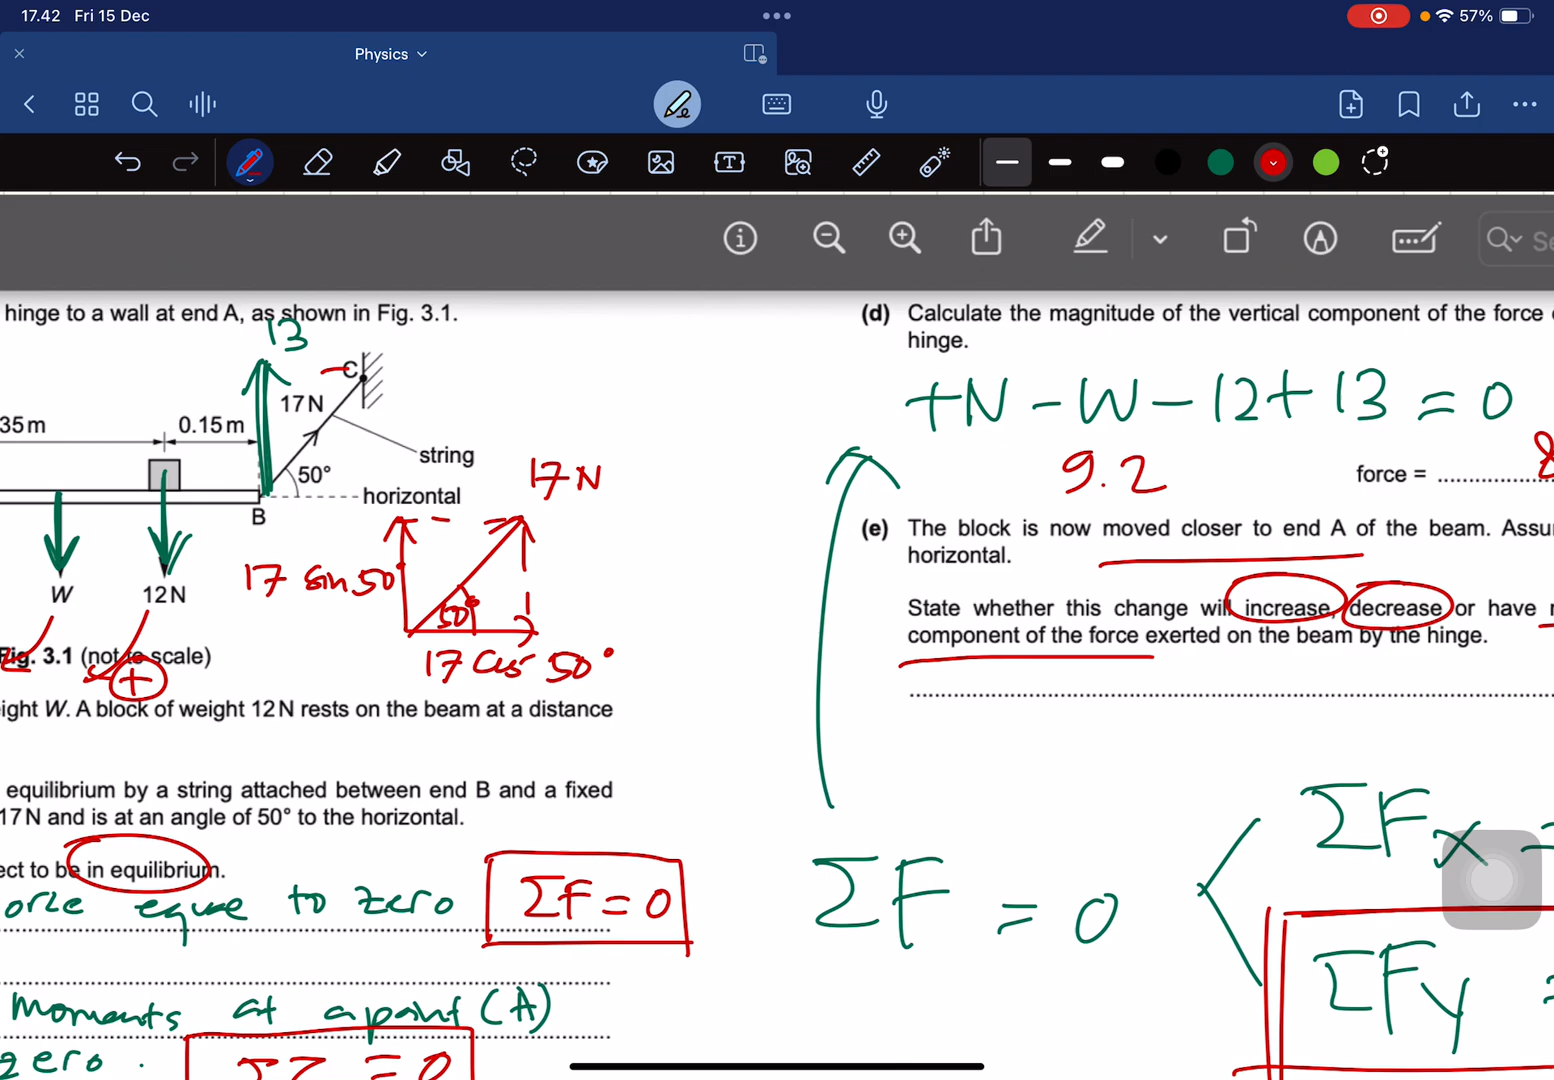 17.42 Fri 15 Dec
57%
Physics
hinge to a wall at end A, as shown in Fig. 3.1.
13
C
17 N
35 m
0.15 m
string
50°
horizontal
B
17 N
W
12 N
17 sin 50°
50°
17 cos 50°
Fig. 3.1 (not to scale)
+
ight W. A block of weight 12 N rests on the beam at a distance
equilibrium by a string attached between end B and a fixed
17 N and is at an angle of 50° to the horizontal.
ect to be in equilibrium.
orce eque to zero
ΣF = 0
moments at a point (A)
zero.
= 0
(d) Calculate the magnitude of the vertical component of the force
hinge.
+N - W - 12 + 13 = 0
9.2
force =
(e) The block is now moved closer to end A of the beam. Assu
horizontal.
State whether this change will increase, decrease or have
component of the force exerted on the beam by the hinge.
ΣF = 0
ΣFx =
ΣFy =